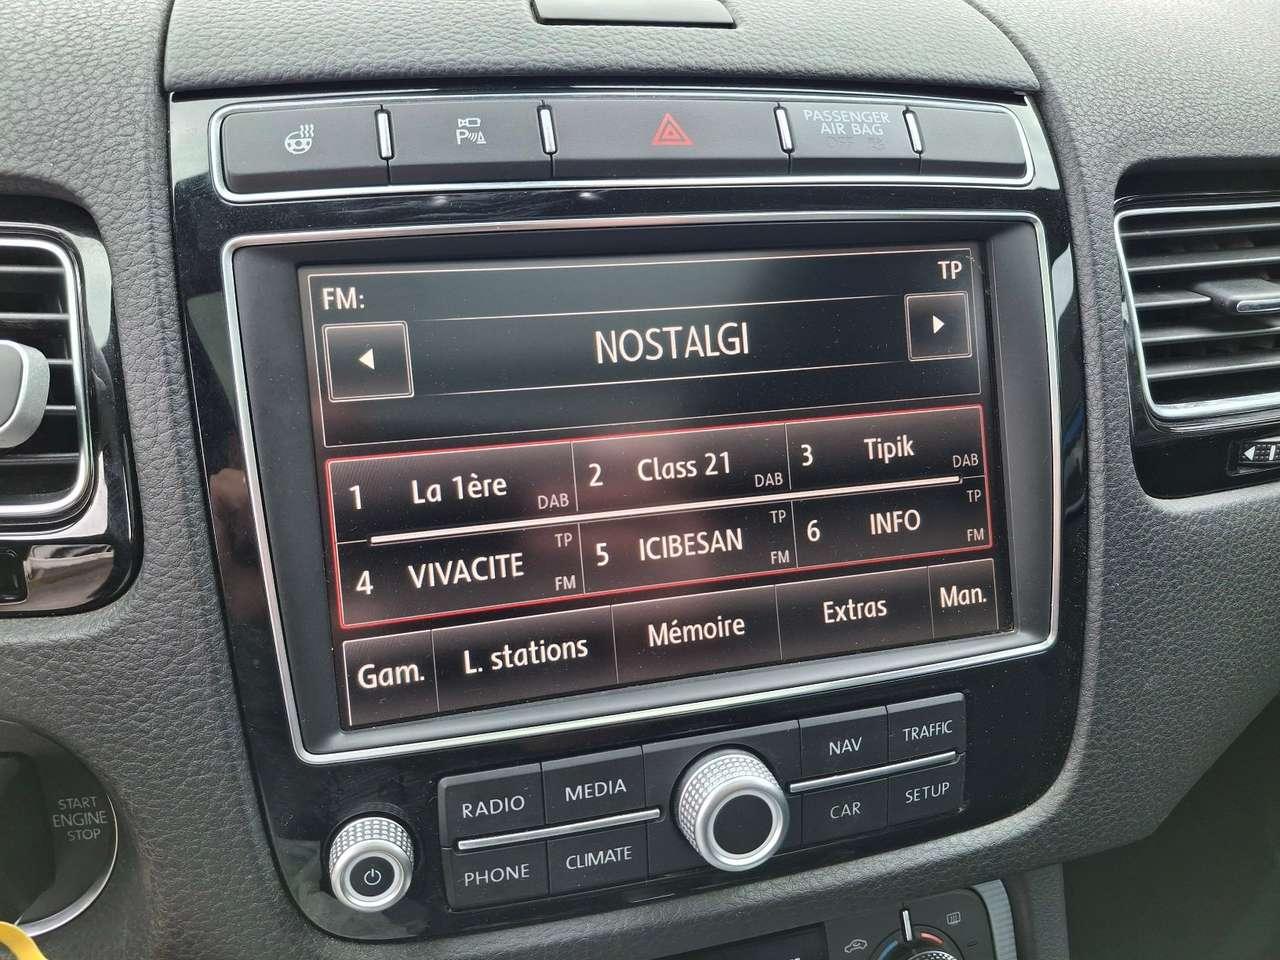 P
PASSENGER
AIR BAG
OFF
FM:
TP
NOSTALGI
1 La 1ère DAB
2 Class 21 DAB
3 Tipik DAB
4 VIVACITE TP FM
5 ICIBESAN TP FM
6 INFO TP FM
Gam. L. stations Mémoire Extras Man.
RADIO MEDIA NAV TRAFFIC
PHONE CLIMATE CAR SETUP
START
ENGINE
STOP